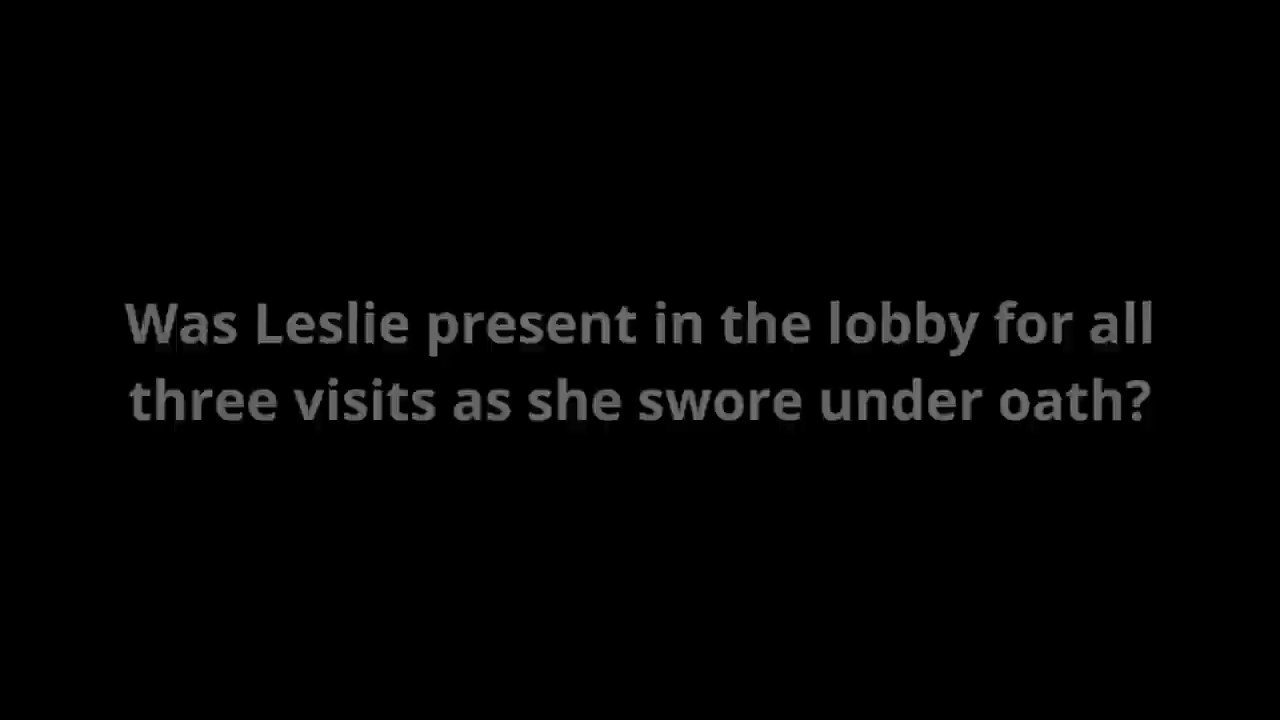 Was Leslie present in the lobby for all
three visits as she swore under oath?